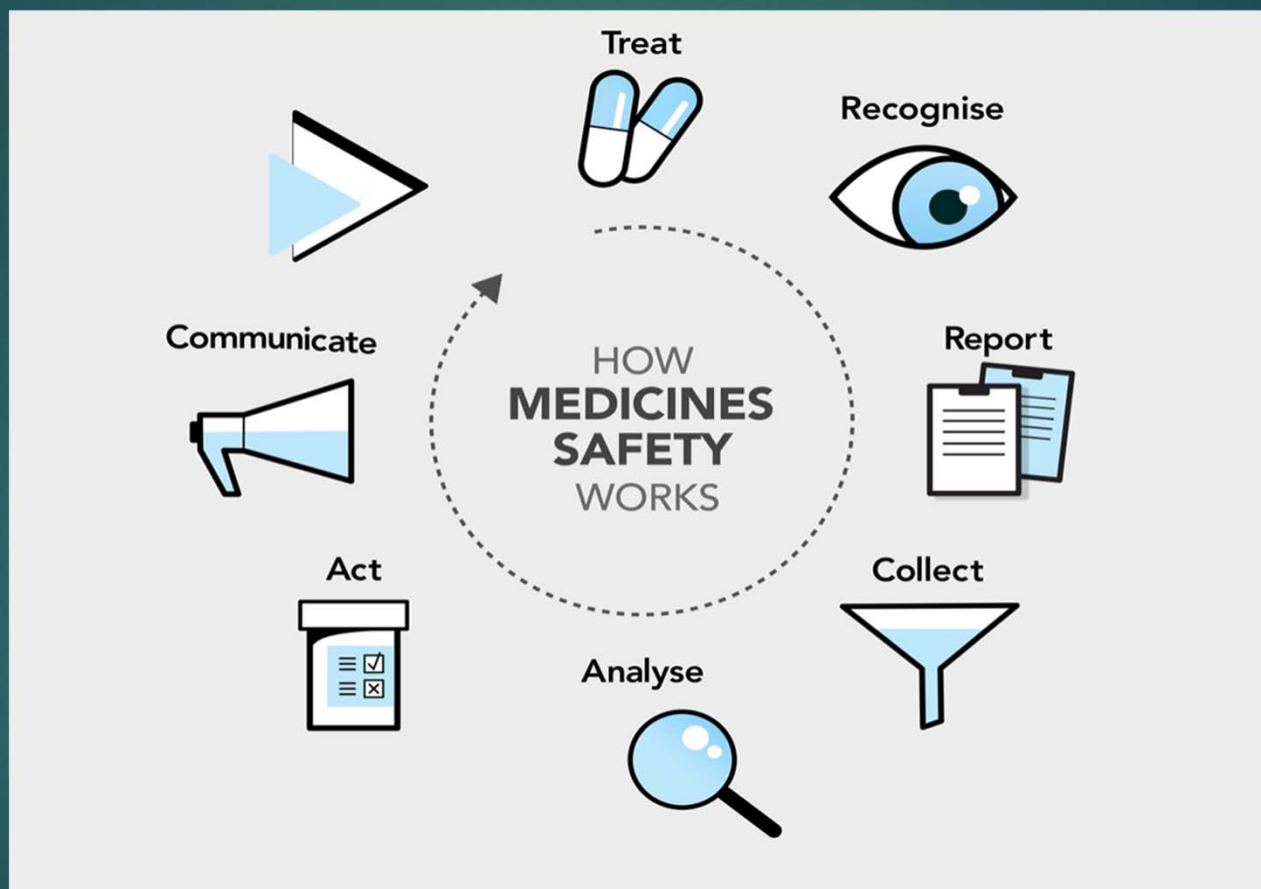 Treat
Recognise
Report
Collect
Analyse
Act
Communicate
HOW
MEDICINES
SAFETY
WORKS